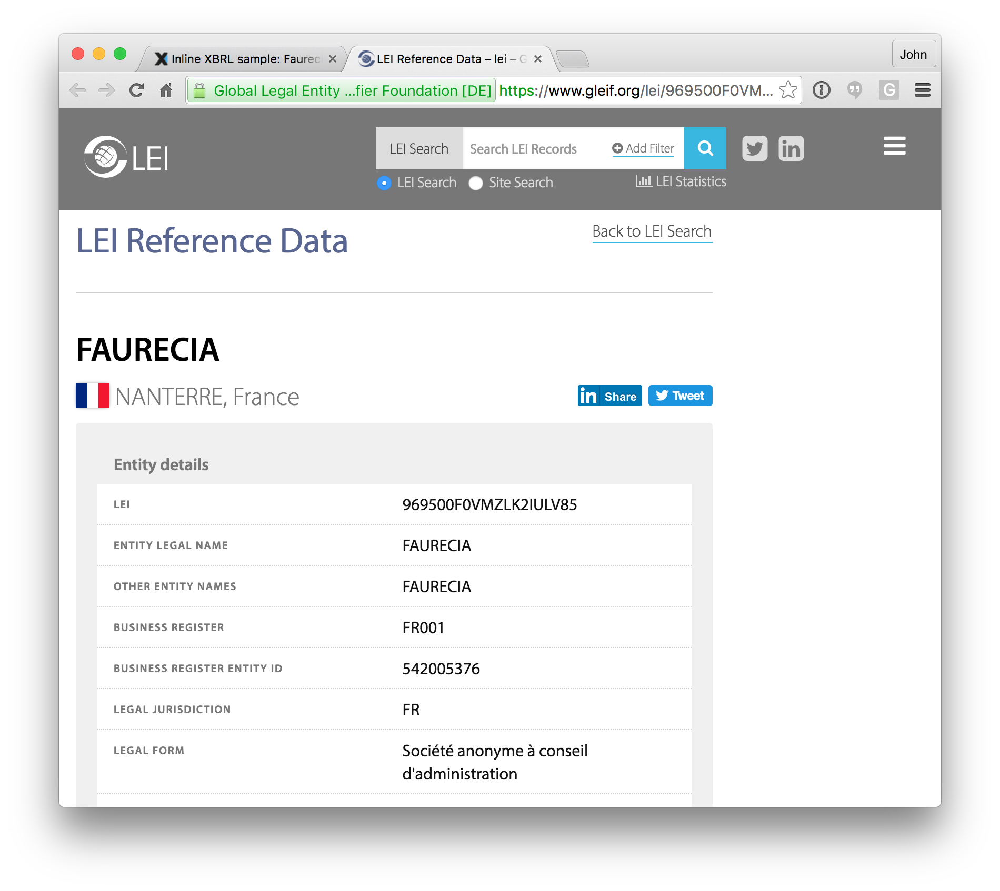 Inline XBRL sample: Faurec
LEI Reference Data – lei – G
John
Global Legal Entity ...fier Foundation [DE]
https://www.gleif.org/lei/969500F0VM...
G
LEI
LEI Search
Search LEI Records
Add Filter
in
LEI Search
Site Search
LEI Statistics
LEI Reference Data
Back to LEI Search
FAURECIA
NANTERRE, France
in Share
Tweet
Entity details
LEI
969500F0VMZLK2IULV85
ENTITY LEGAL NAME
FAURECIA
OTHER ENTITY NAMES
FAURECIA
BUSINESS REGISTER
FR001
BUSINESS REGISTER ENTITY ID
542005376
LEGAL JURISDICTION
FR
LEGAL FORM
Société anonyme à conseil
d'administration